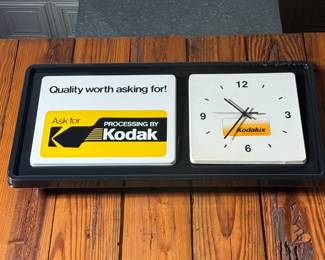 Quality worth asking for!
Ask for
PROCESSING BY
Kodak
12
9
3
Kodalux
6